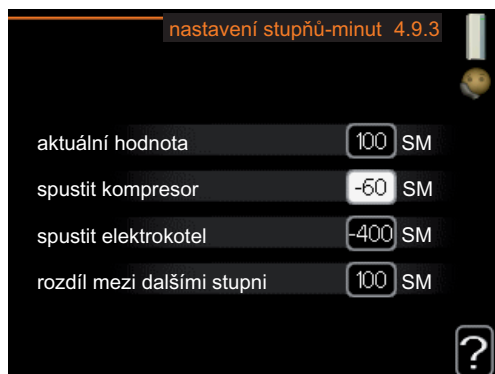 nastavení stupňů-minut 4.9.3
aktuální hodnota 100 SM
spustit kompresor -60 SM
spustit elektrokotel -400 SM
rozdíl mezi dalšími stupni 100 SM
?